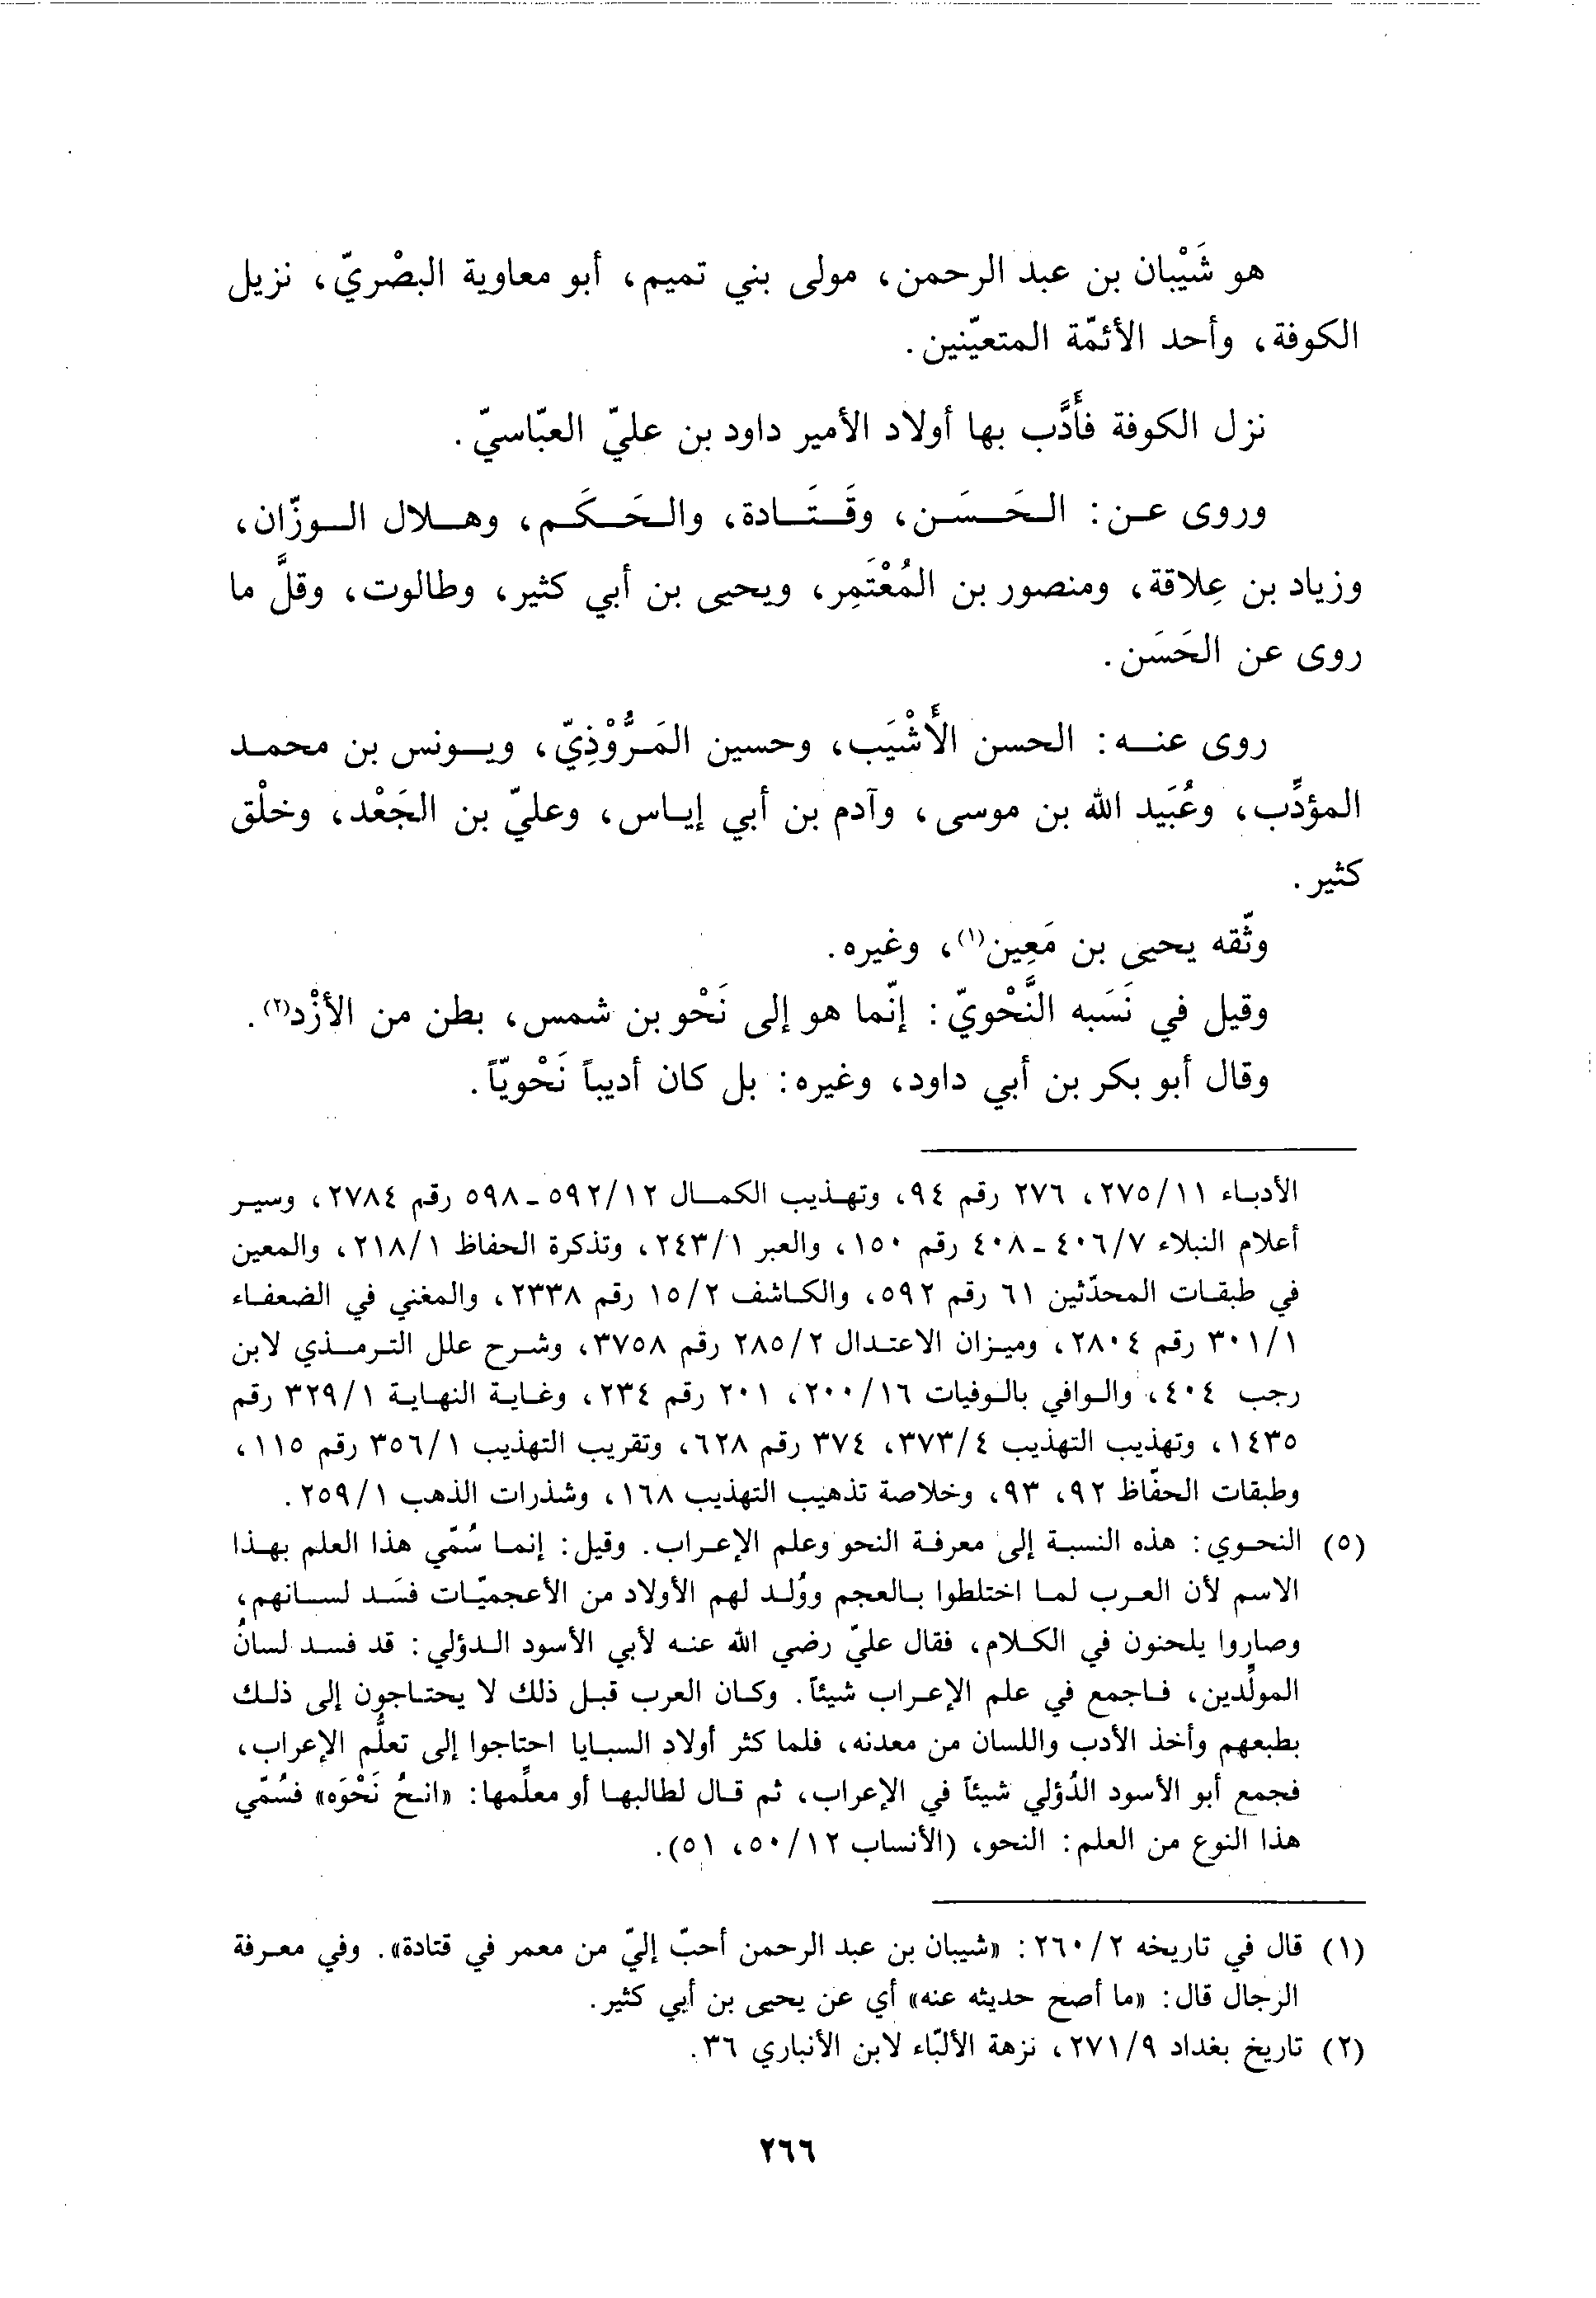 هو شَيْبان بن عبد الرحمن، مولى بني تميم، أبو معاوية البصْريّ، نزيل
الكوفة، وأحد الأئمّة المتعيّنين.
نزل الكوفة فأَدَّب بها أولاد الأمير داود بن عليّ العبّاسيّ.
وروى عن: الحَسَن، وقَتَادة، والحَكَم، وهلال الوزّان،
وزياد بن عِلاقة، ومنصور بن المُعْتَمِر، ويحيى بن أبي كثير، وطالوت، وقلَّ ما
روى عن الحَسَن.
روى عنه: الحسن الأَشْيَب، وحسين المَرُّوْذِيّ، ويونس بن محمد
المؤدِّب، وعُبَيد الله بن موسى، وآدم بن أبي إياس، وعليّ بن الجَعْد، وخلْق
كثير.
وثّقه يحيى بن مَعِين(١)، وغيره.
وقيل في نَسَبه النَّحْويّ: إنّما هو إلى نَحْو بن شمس، بطن من الأزْد(٢).
وقال أبو بكر بن أبي داود، وغيره: بل كان أديباً نَحْويّاً.
الأدباء ١١/ ٢٧٥، ٢٧٦ رقم ٩٤، وتهذيب الكمال ١٢/ ٥٩٢ـ ٥٩٨ رقم ٢٧٨٤، وسير
أعلام النبلاء ٧/ ٤٠٦ـ ٤٠٨ رقم ١٥٠، والعبر ١/ ٢٤٣، وتذكرة الحفاظ ١/ ٢١٨، والمعين
في طبقات المحدّثين ٦١ رقم ٥٩٢، والكاشف ٢/ ١٥ رقم ٢٣٣٨، والمغني في الضعفاء
١/ ٣٠١ رقم ٢٨٠٤، وميزان الاعتدال ٢/ ٢٨٥ رقم ٣٧٥٨، وشرح علل الترمذي لابن
رجب ٤٠٤، والوافي بالوفيات ١٦/ ٢٠٠، ٢٠١ رقم ٢٣٤، وغاية النهاية ١/ ٣٢٩ رقم
١٤٣٥، وتهذيب التهذيب ٤/ ٣٧٣، ٣٧٤ رقم ٦٢٨، وتقريب التهذيب ١/ ٣٥٦ رقم ١١٥،
وطبقات الحفّاظ ٩٢، ٩٣، وخلاصة تذهيب التهذيب ١٦٨، وشذرات الذهب ١/ ٢٥٩.
(٥) النحوي: هذه النسبة إلى معرفة النحو وعلم الإعراب. وقيل: إنما سُمّي هذا العلم بهذا
الاسم لأن العرب لما اختلطوا بالعجم ووُلد لهم الأولاد من الأعجميّات فسَد لسانهم،
وصاروا يلحنون في الكلام، فقال عليّ رضي الله عنه لأبي الأسود الدؤلي: قد فسد لسانُ
المولَّدين، فاجمع في علم الإعراب شيئاً. وكان العرب قبل ذلك لا يحتاجون إلى ذلك
بطبعهم وأخذ الأدب واللسان من معدنه، فلما كثر أولاد السبايا احتاجوا إلى تعلُّم الإعراب،
فجمع أبو الأسود الدُؤلي شيئاً في الإعراب، ثم قال لطالبها أو معلّمها: «انحُ نَحْوَه» فسُمّي
هذا النوع من العلم: النحو، (الأنساب ١٢/ ٥٠، ٥١).
(١) قال في تاريخه ٢/ ٢٦٠: «شيبان بن عبد الرحمن أحبّ إليّ من معمر في قتادة». وفي معرفة
الرجال قال: «ما أصح حديثه عنه» أي عن يحيى بن أبي كثير.
(٢) تاريخ بغداد ٩/ ٢٧١، نزهة الألبّاء لابن الأنباري ٣٦.
٢٦٦